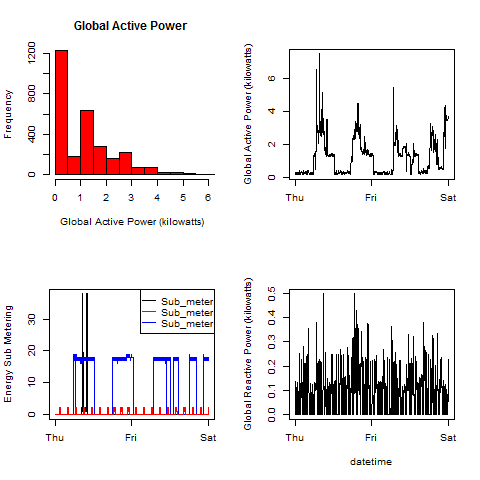 Global Active Power
Frequency
0 400 800 1200
0 1 2 3 4 5 6
Global Active Power (kilowatts)
Global Active Power (kilowatts)
0 2 4 6
Thu Fri Sat
Energy Sub Metering
0 10 20 30
Sub_meter
Sub_meter
Sub_meter
Thu Fri Sat
Global Reactive Power (kilowatts)
0.0 0.1 0.2 0.3 0.4 0.5
Thu Fri Sat
datetime